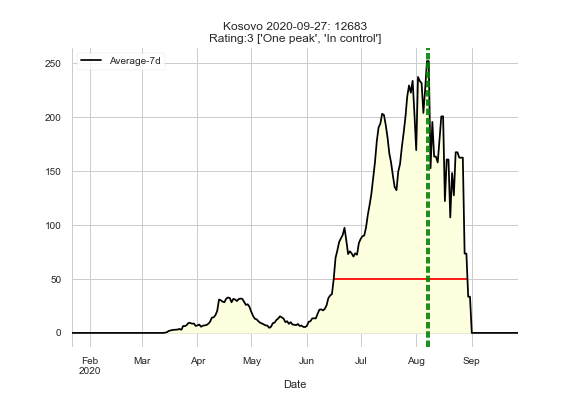 Kosovo 2020-09-27: 12683
Rating:3 ['One peak', 'In control']
Average-7d
250
200
150
100
50
0
Feb
2020
Mar
Apr
May
Jun
Jul
Aug
Sep
Date